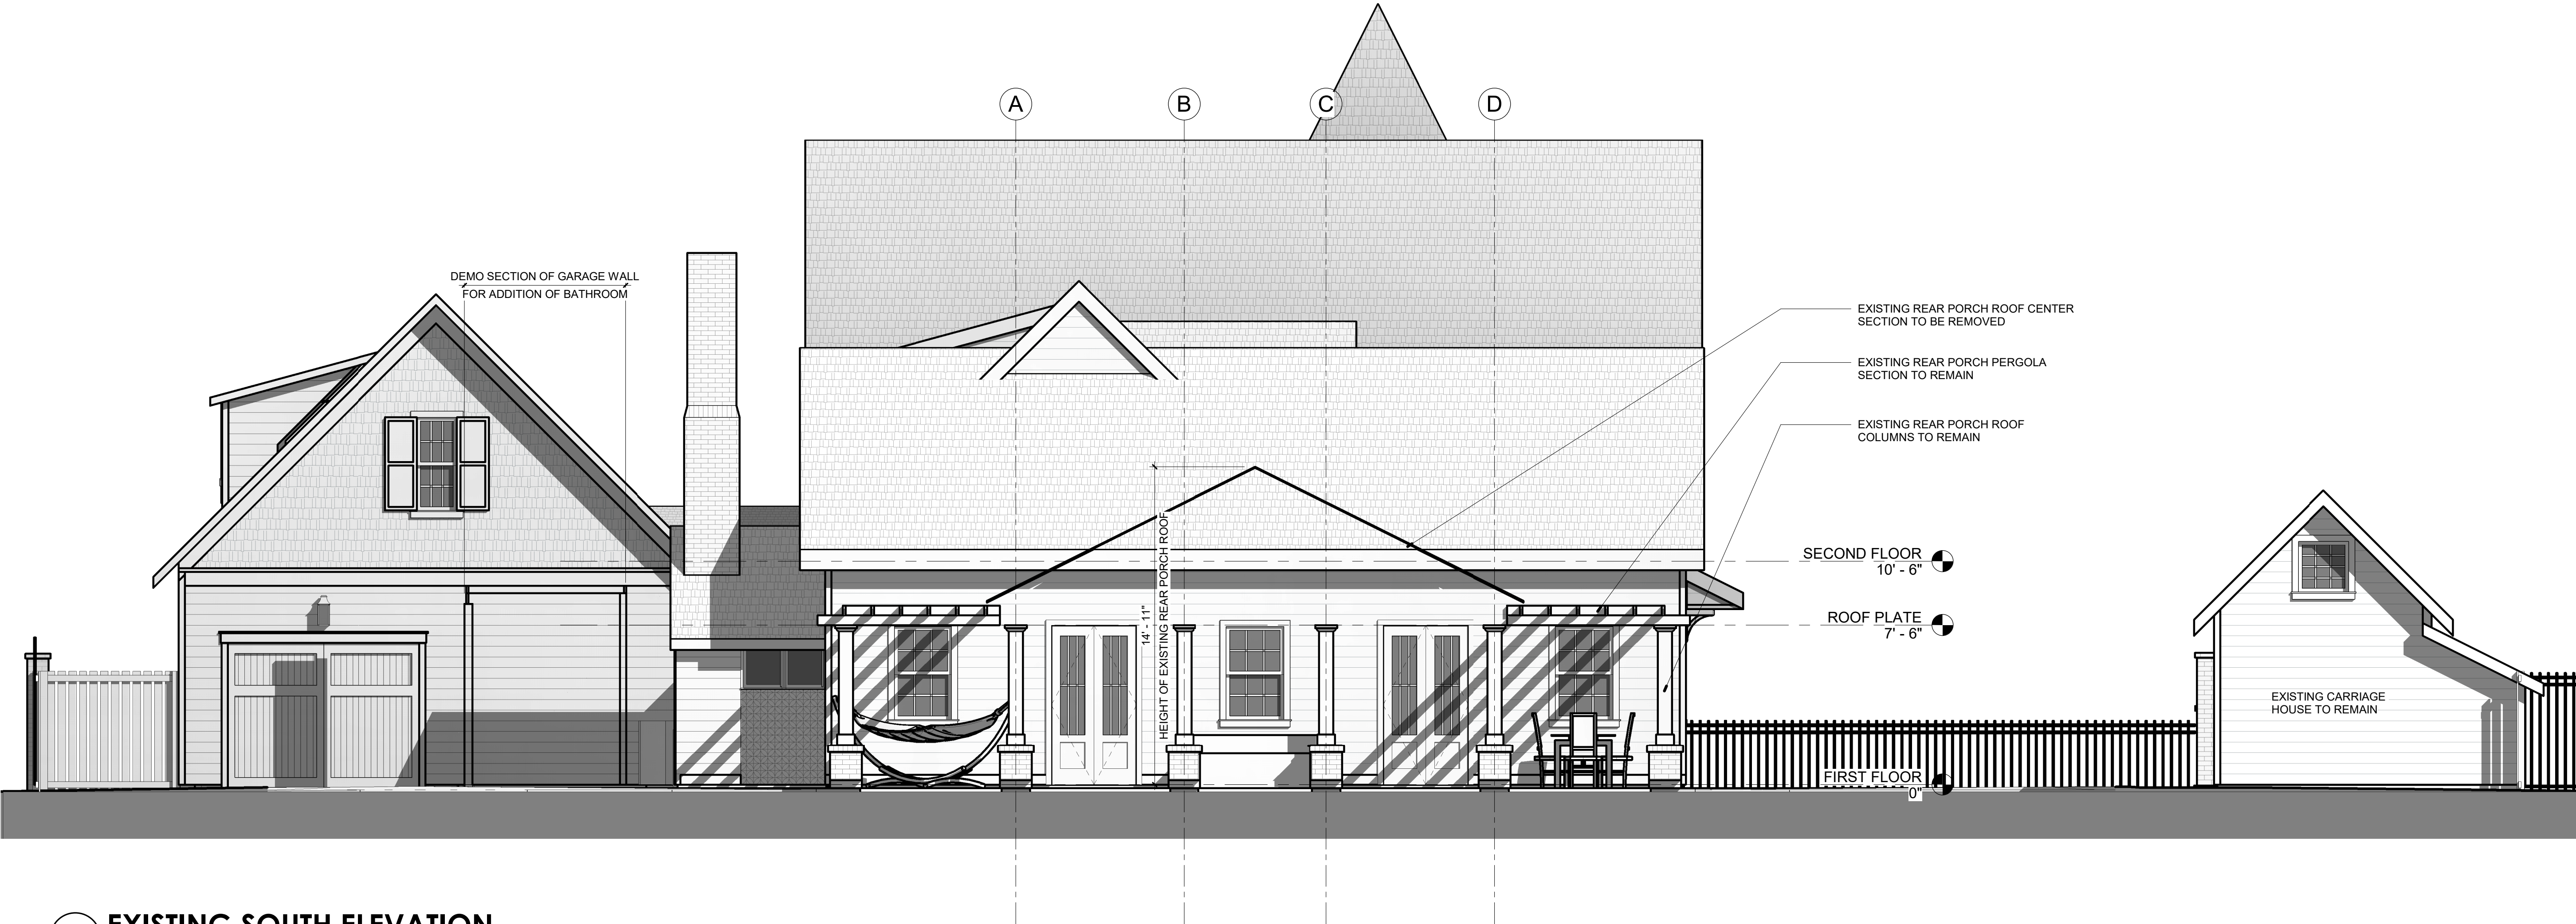 A
B
C
D
DEMO SECTION OF GARAGE WALL
FOR ADDITION OF BATHROOM
EXISTING REAR PORCH ROOF CENTER
SECTION TO BE REMOVED
EXISTING REAR PORCH PERGOLA
SECTION TO REMAIN
EXISTING REAR PORCH ROOF
COLUMNS TO REMAIN
14' - 11"
HEIGHT OF EXISTING REAR PORCH ROOF
SECOND FLOOR
10' - 6"
ROOF PLATE
7' - 6"
FIRST FLOOR
0"
EXISTING CARRIAGE
HOUSE TO REMAIN
EXISTING SOUTH ELEVATION